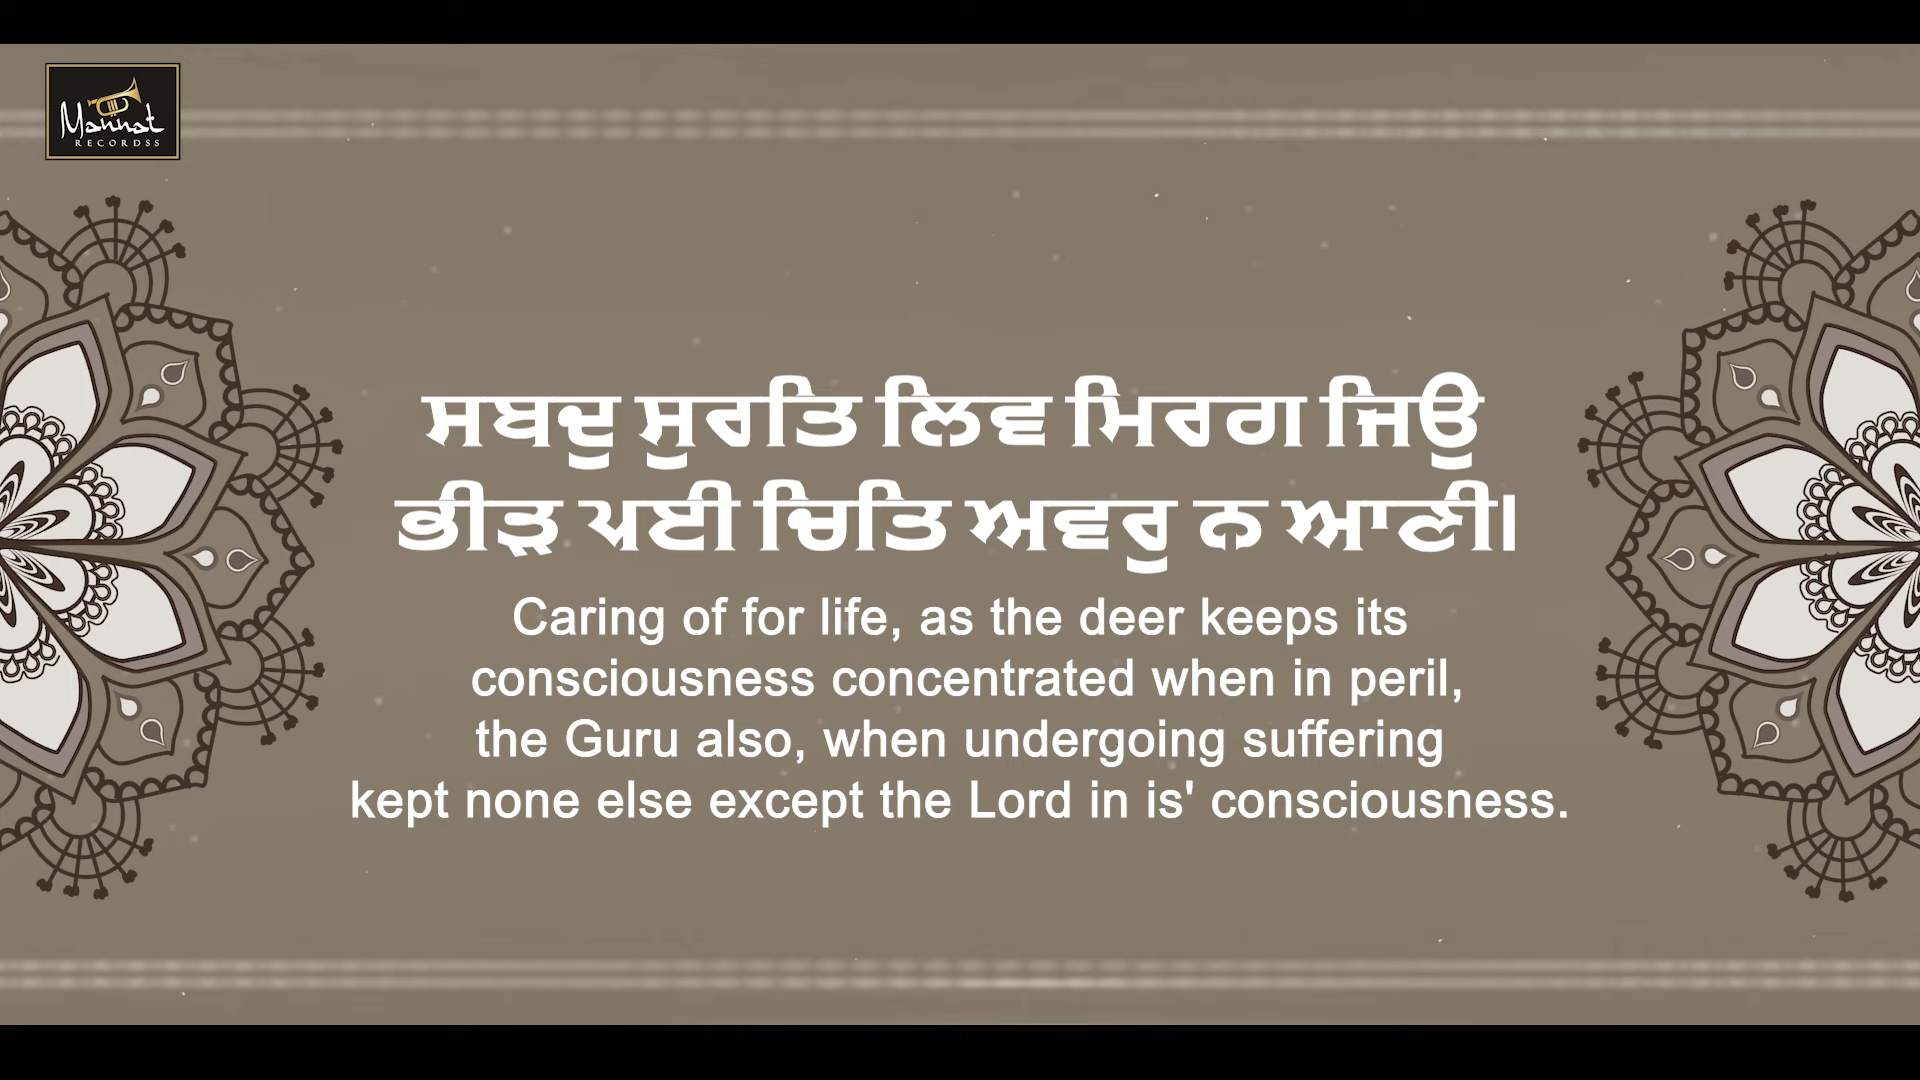 Mannat
RECORDSS
ਸਬਦੁ ਸੁਰਤਿ ਲਿਵ ਮਿਰਗ ਜਿਉ
ਭੀੜ ਪਈ ਚਿਤਿ ਅਵਰੁ ਨ ਆਣੀ।
Caring of for life, as the deer keeps its
consciousness concentrated when in peril,
the Guru also, when undergoing suffering
kept none else except the Lord in is' consciousness.